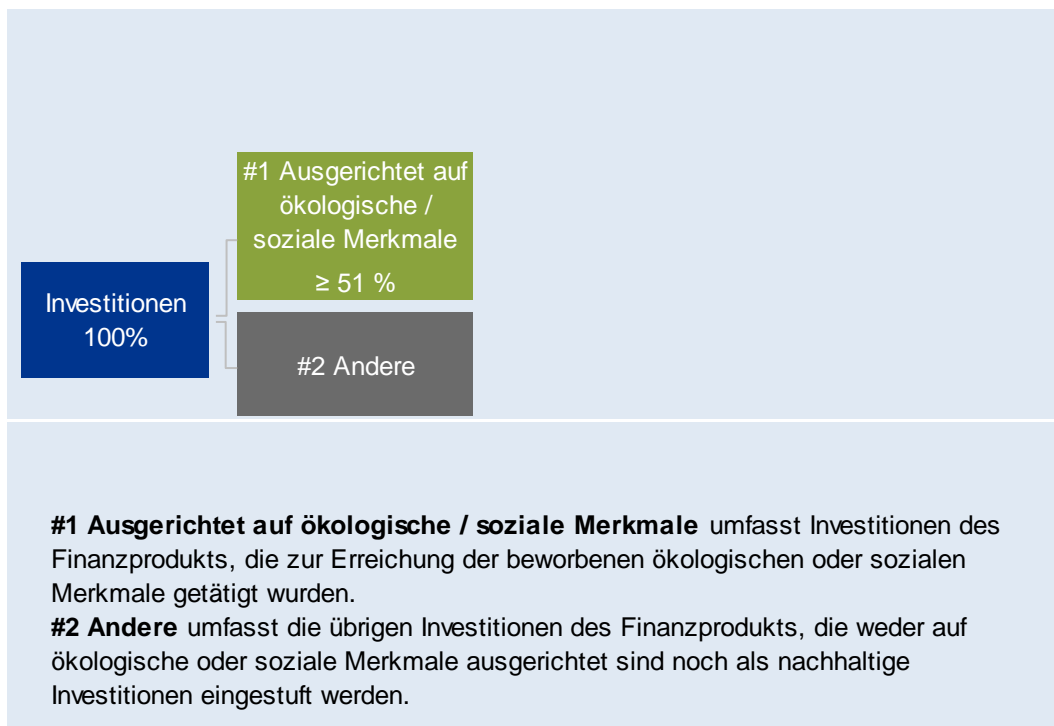 #1 Ausgerichtet auf
ökologische /
soziale Merkmale
≥ 51 %
Investitionen
100%
#2 Andere
#1 Ausgerichtet auf ökologische / soziale Merkmale umfasst Investitionen des
Finanzprodukts, die zur Erreichung der beworbenen ökologischen oder sozialen
Merkmale getätigt wurden.
#2 Andere umfasst die übrigen Investitionen des Finanzprodukts, die weder auf
ökologische oder soziale Merkmale ausgerichtet sind noch als nachhaltige
Investitionen eingestuft werden.